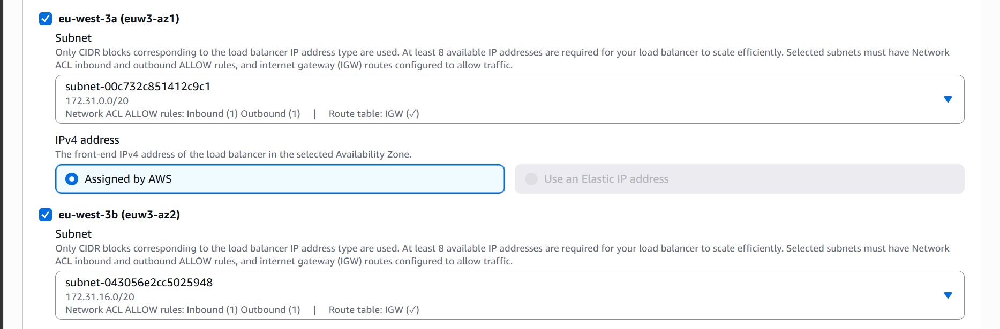 eu-west-3a (euw3-az1)
Subnet
Only CIDR blocks corresponding to the load balancer IP address type are used. At least 8 available IP addresses are required for your load balancer to scale efficiently. Selected subnets must have Network
ACL inbound and outbound ALLOW rules, and internet gateway (IGW) routes configured to allow traffic.
subnet-00c732c851412c9c1
172.31.0.0/20
Network ACL ALLOW rules: Inbound (1) Outbound (1) | Route table: IGW (✓)
IPv4 address
The front-end IPv4 address of the load balancer in the selected Availability Zone.
Assigned by AWS
Use an Elastic IP address
eu-west-3b (euw3-az2)
Subnet
Only CIDR blocks corresponding to the load balancer IP address type are used. At least 8 available IP addresses are required for your load balancer to scale efficiently. Selected subnets must have Network
ACL inbound and outbound ALLOW rules, and internet gateway (IGW) routes configured to allow traffic.
subnet-043056e2cc5025948
172.31.16.0/20
Network ACL ALLOW rules: Inbound (1) Outbound (1) | Route table: IGW (✓)